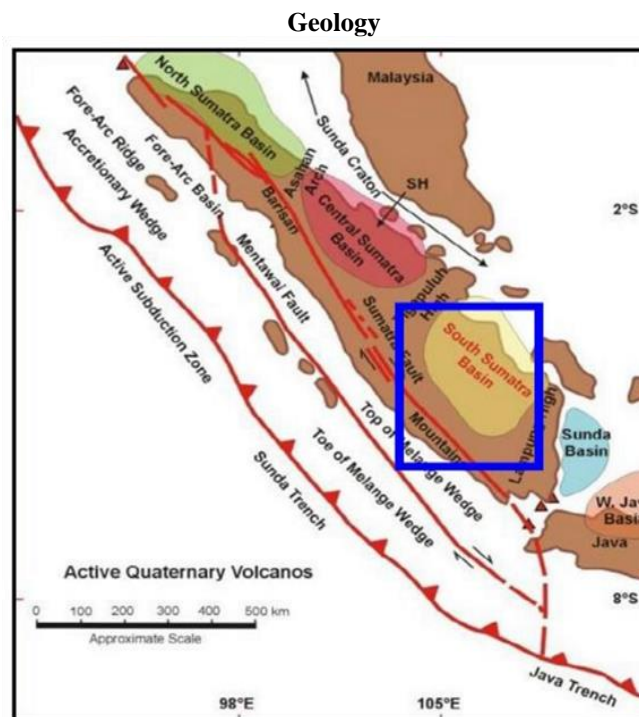 Geology
Malaysia
North Sumatra Basin
Fore-Arc Ridge
Accretionary Wedge
Fore-Arc Basin
Sunda Craton
Asahan
Arch
SH
Barisan
Central Sumatra
Basin
2°S
Active Subduction Zone
Mentawai Fault
High
Sumatra Fault
South Sumatra
Basin
Mountain
Top of Melange Wedge
Toe of Melange Wedge
Sunda Trench
Sunda
Basin
W. Ja
Basin
Java
Active Quaternary Volcanos
0 100 200 300 400 500 km
Approximate Scale
8°S
Java Trench
98°E
105°E